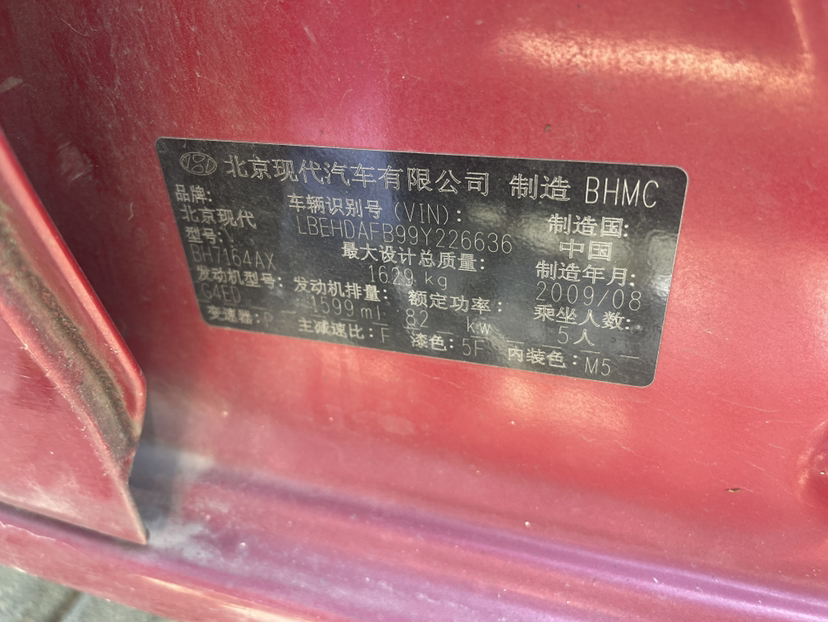 北京现代汽车有限公司 制造 BHMC
品牌: 车辆识别号 (VIN): 制造国:
北京现代 LBEHDAFB99Y226636 中国
型号: 最大设计总质量: 制造年月:
BH7164AX 1629 kg 2009/08
发动机型号: 发动机排量: 额定功率: 乘坐人数:
G4ED 1599 ml 82 kw 5人
变速器: P 主减速比: F 漆色: 5F 内装色: M5